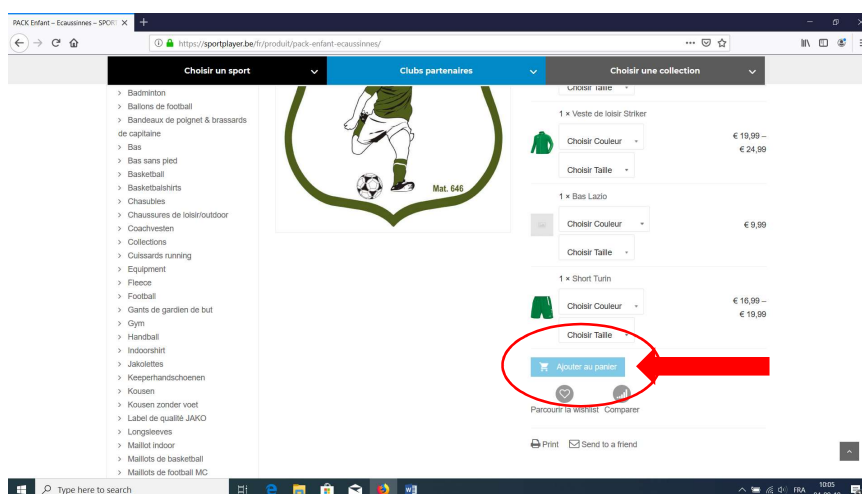 PACK Enfant – Ecaussinnes – SPOR
https://sportplayer.be/fr/produit/pack-enfant-ecaussinnes/
Choisir un sport
Clubs partenaires
Choisir une collection
Badminton
Ballons de football
Bandeaux de poignet & brassards
de capitaine
Bas
Bas sans pied
Basketball
Basketbalshirts
Chasubles
Chaussures de loisir/outdoor
Coachvesten
Collections
Cuissards running
Equipment
Fleece
Football
Gants de gardien de but
Gym
Handball
Indoorshirt
Jakolettes
Keeperhandschoenen
Kousen
Kousen zonder voet
Label de qualité JAKO
Longsleeves
Maillot indoor
Maillots de basketball
Maillots de football MC
Mat. 646
Choisir Taille
1 × Veste de loisir Striker
Choisir Couleur
€ 19,99 –
€ 24,99
Choisir Taille
1 × Bas Lazio
Choisir Couleur
€ 9,99
Choisir Taille
1 × Short Turin
Choisir Couleur
€ 16,99 –
€ 19,99
Choisir Taille
Ajouter au panier
Parcourir la wishlist Comparer
Print Send to a friend
Type here to search
FRA
10:05